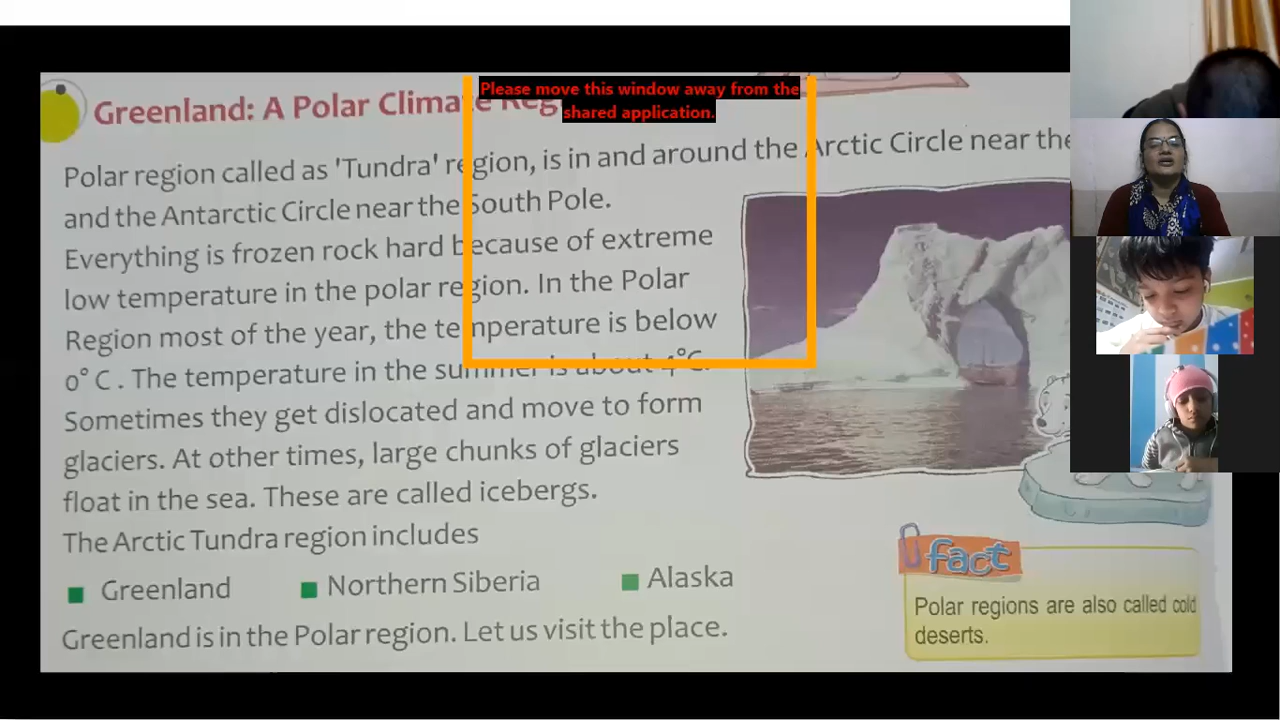 Please move this window away from the
shared application.
Greenland: A Polar Climate Reg
Polar region called as 'Tundra' region, is in and around the Arctic Circle near the
and the Antarctic Circle near the South Pole.
Everything is frozen rock hard because of extreme
low temperature in the polar region. In the Polar
Region most of the year, the temperature is below
0° C . The temperature in the summer is about 4°C.
Sometimes they get dislocated and move to form
glaciers. At other times, large chunks of glaciers
float in the sea. These are called icebergs.
The Arctic Tundra region includes
Greenland Northern Siberia Alaska
Greenland is in the Polar region. Let us visit the place.
fact
Polar regions are also called cold
deserts.